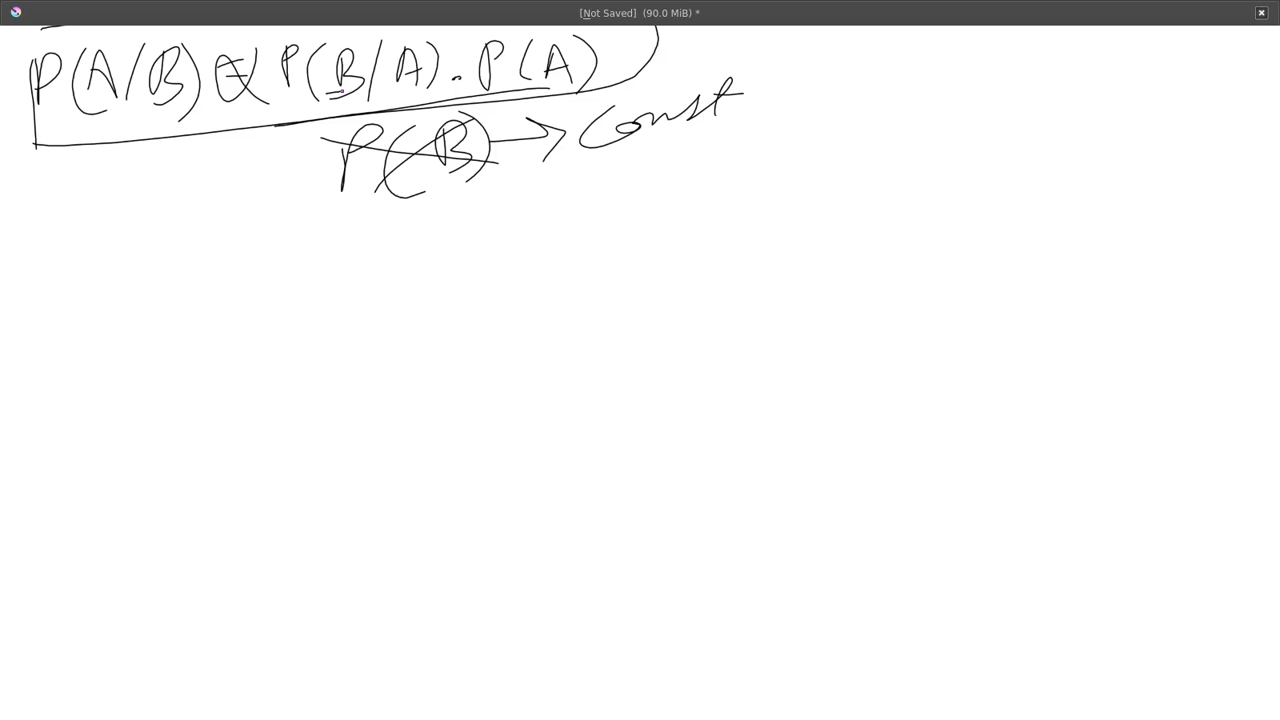 [Not Saved] (90.0 MiB) *
P(A/B) ∝ P(B/A) . P(A)
P(B) → Const